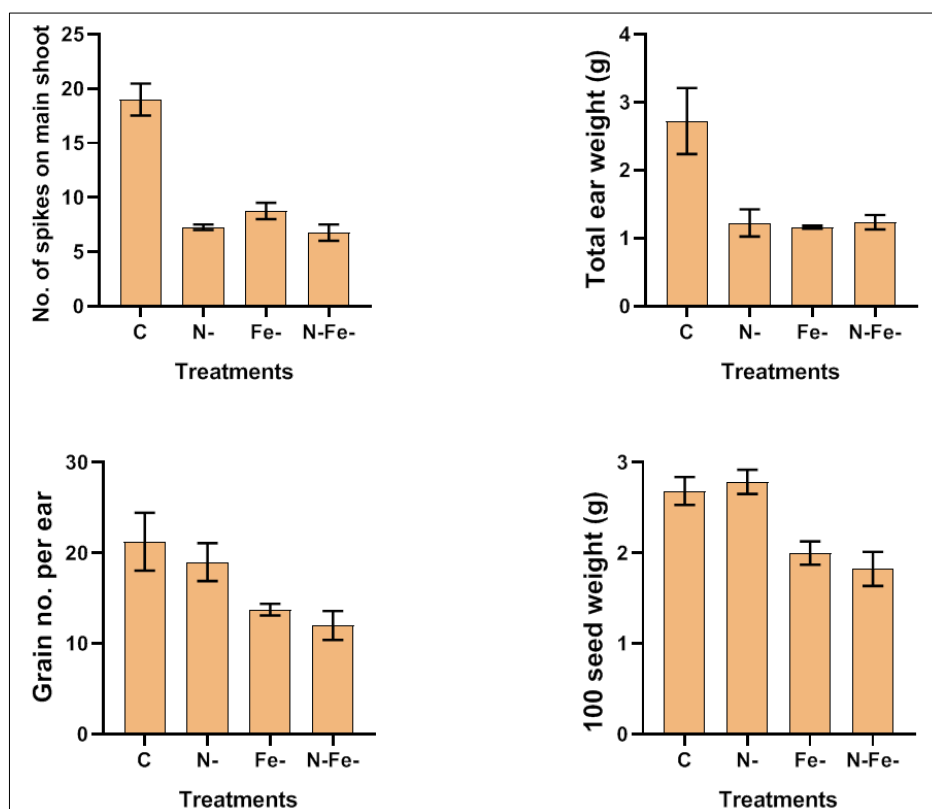 No. of spikes on main shoot
25
20
15
10
5
0
C N- Fe- N-Fe-
Treatments
Total ear weight (g)
4
3
2
1
0
C N- Fe- N-Fe-
Treatments
Grain no. per ear
30
20
10
0
C N- Fe- N-Fe-
Treatments
100 seed weight (g)
3
2
1
0
C N- Fe- N-Fe-
Treatments